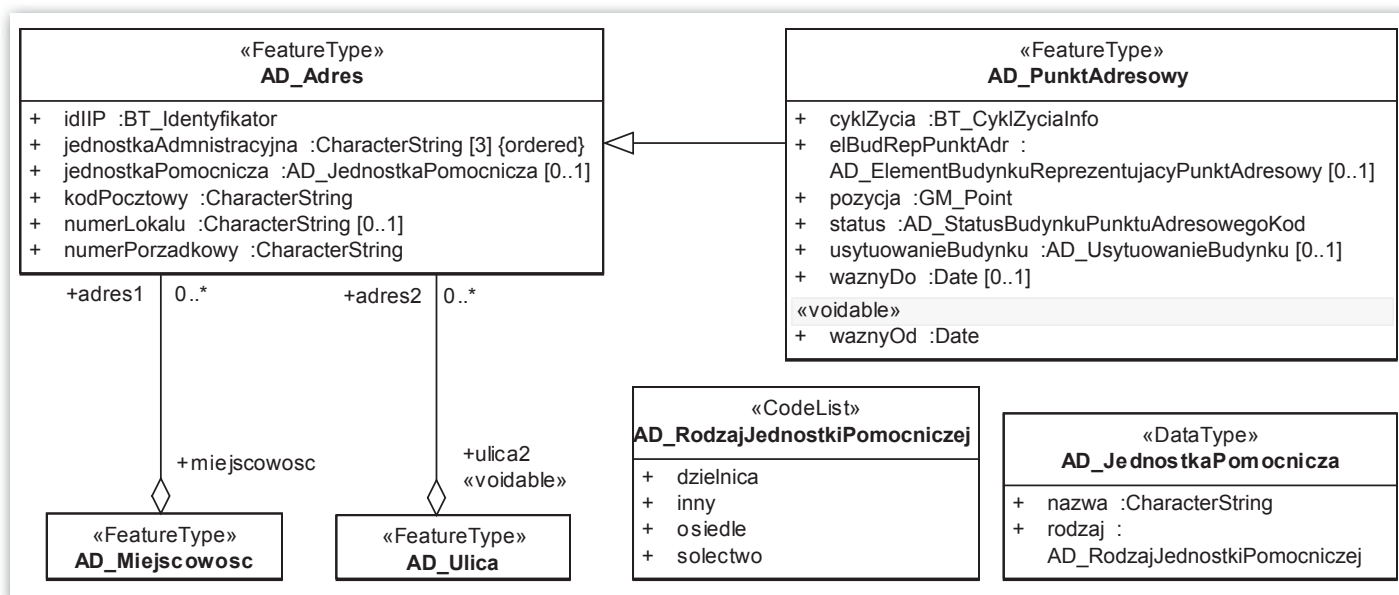 «FeatureType»
AD_Adres
+ idIIP :BT_Identyfikator
+ jednostkaAdmnistracyjna :CharacterString [3] {ordered}
+ jednostkaPomocnicza :AD_JednostkaPomocnicza [0..1]
+ kodPocztowy :CharacterString
+ numerLokalu :CharacterString [0..1]
+ numerPorzadkowy :CharacterString
«FeatureType»
AD_PunktAdresowy
+ cyklZycia :BT_CyklZyciaInfo
+ elBudRepPunktAdr :
AD_ElementBudynkuReprezentujacyPunktAdresowy [0..1]
+ pozycja :GM_Point
+ status :AD_StatusBudynkuPunktuAdresowegoKod
+ usytuowanieBudynku :AD_UsytuowanieBudynku [0..1]
+ waznyDo :Date [0..1]
«voidable»
+ waznyOd :Date
+adres1 0..*
+adres2 0..*
+miejscowosc
+ulica2
«voidable»
«FeatureType»
AD_Miejscowosc
«FeatureType»
AD_Ulica
«CodeList»
AD_RodzajJednostkiPomocniczej
+ dzielnica
+ inny
+ osiedle
+ solectwo
«DataType»
AD_JednostkaPomocnicza
+ nazwa :CharacterString
+ rodzaj :
AD_RodzajJednostkiPomocniczej